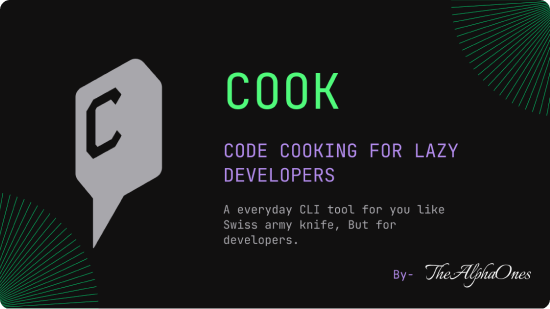 C
COOK
CODE COOKING FOR LAZY
DEVELOPERS
A everyday CLI tool for you like
Swiss army knife, But for
developers.
By- TheAlphaOnes